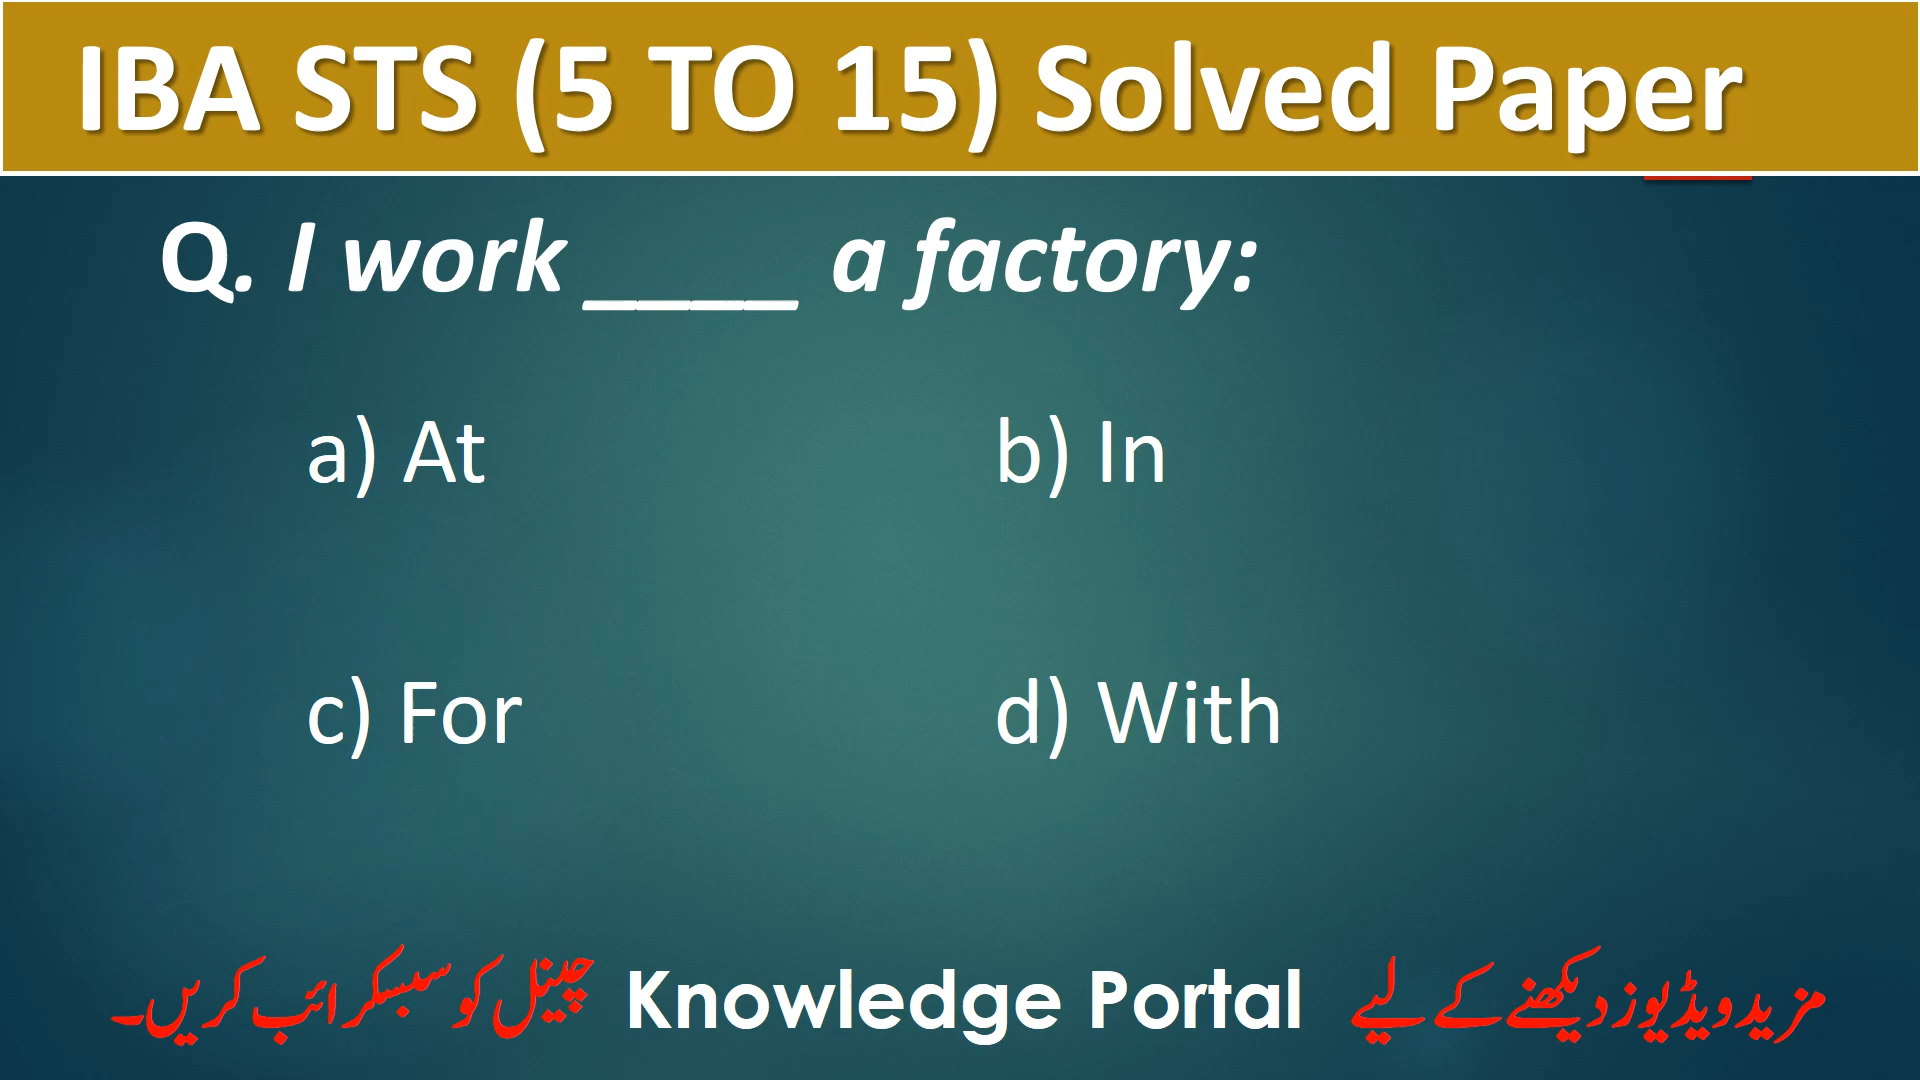 IBA STS (5 TO 15) Solved Paper
Q. I work ____ a factory:
a) At
b) In
c) For
d) With
مزید ویڈیوز دیکھنے کے لیے Knowledge Portal چینل کو سبسکرائب کریں۔